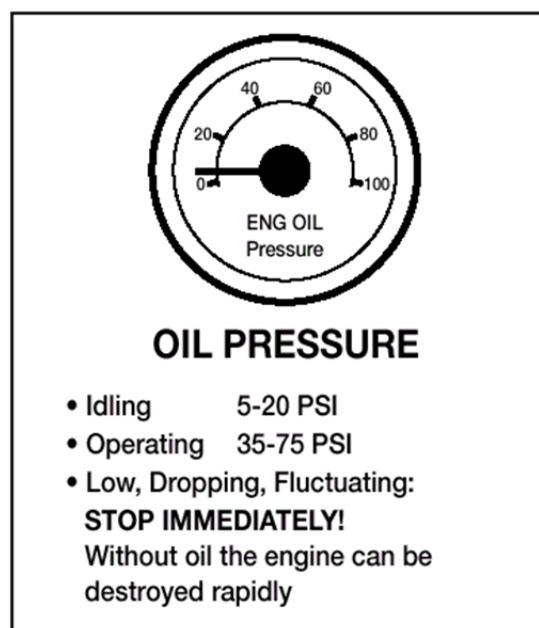 40 60
20 80
0 100
ENG OIL
Pressure
OIL PRESSURE
• Idling 5-20 PSI
• Operating 35-75 PSI
• Low, Dropping, Fluctuating:
STOP IMMEDIATELY!
Without oil the engine can be
destroyed rapidly